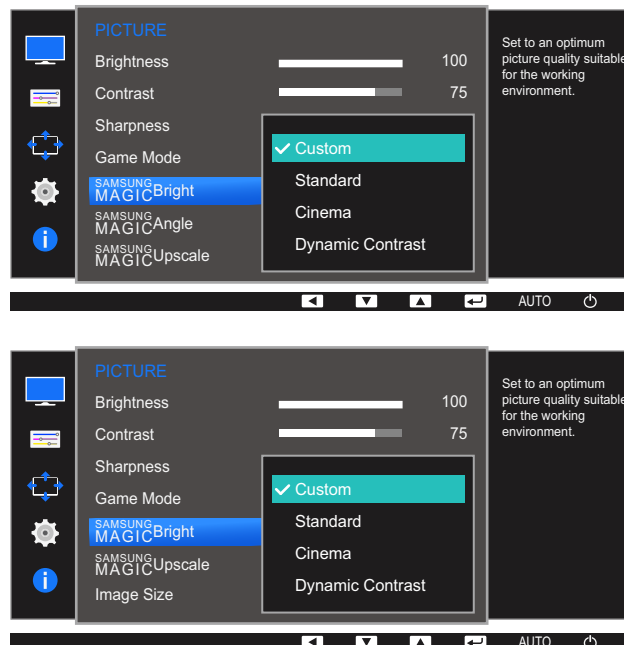 PICTURE
Brightness 100
Contrast 75
Sharpness
Game Mode
SAMSUNG MAGICBright
SAMSUNG MAGICAngle
SAMSUNG MAGICUpscale
Custom
Standard
Cinema
Dynamic Contrast
Set to an optimum
picture quality suitable
for the working
environment.
AUTO
PICTURE
Brightness 100
Contrast 75
Sharpness
Game Mode
SAMSUNG MAGICBright
SAMSUNG MAGICUpscale
Image Size
Custom
Standard
Cinema
Dynamic Contrast
Set to an optimum
picture quality suitable
for the working
environment.
AUTO